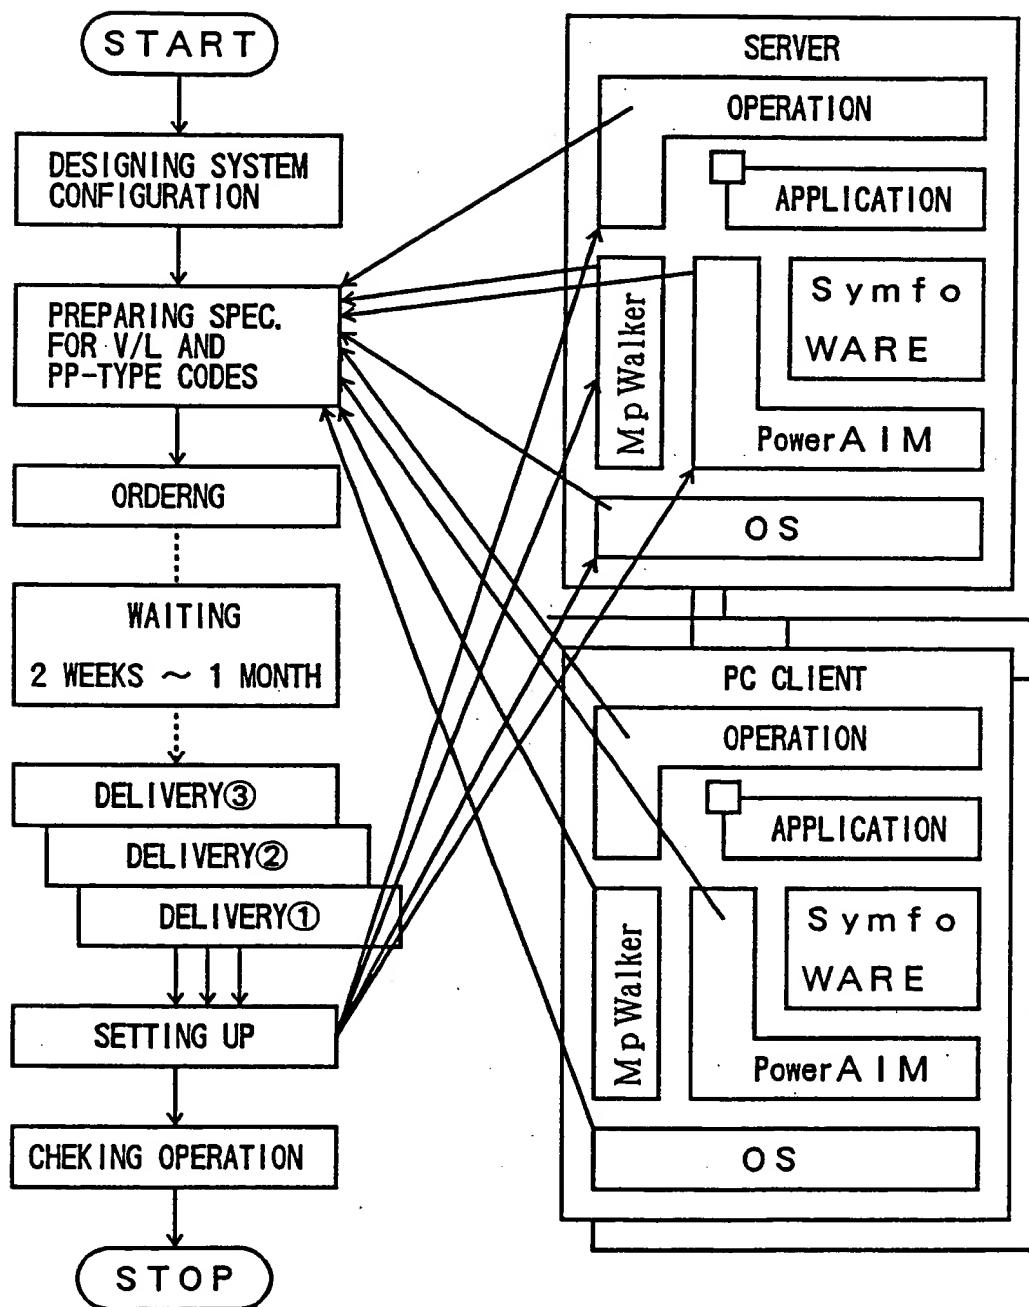 START
DESIGNING SYSTEM
CONFIGURATION
PREPARING SPEC.
FOR V/L AND
PP-TYPE CODES
ORDERNG
WAITING
2 WEEKS ～ 1 MONTH
DELIVERY③
DELIVERY②
DELIVERY①
SETTING UP
CHEKING OPERATION
STOP
SERVER
OPERATION
APPLICATION
MpWalker
Symfo
WARE
PowerAIM
OS
PC CLIENT
OPERATION
APPLICATION
MpWalker
Symfo
WARE
PowerAIM
OS